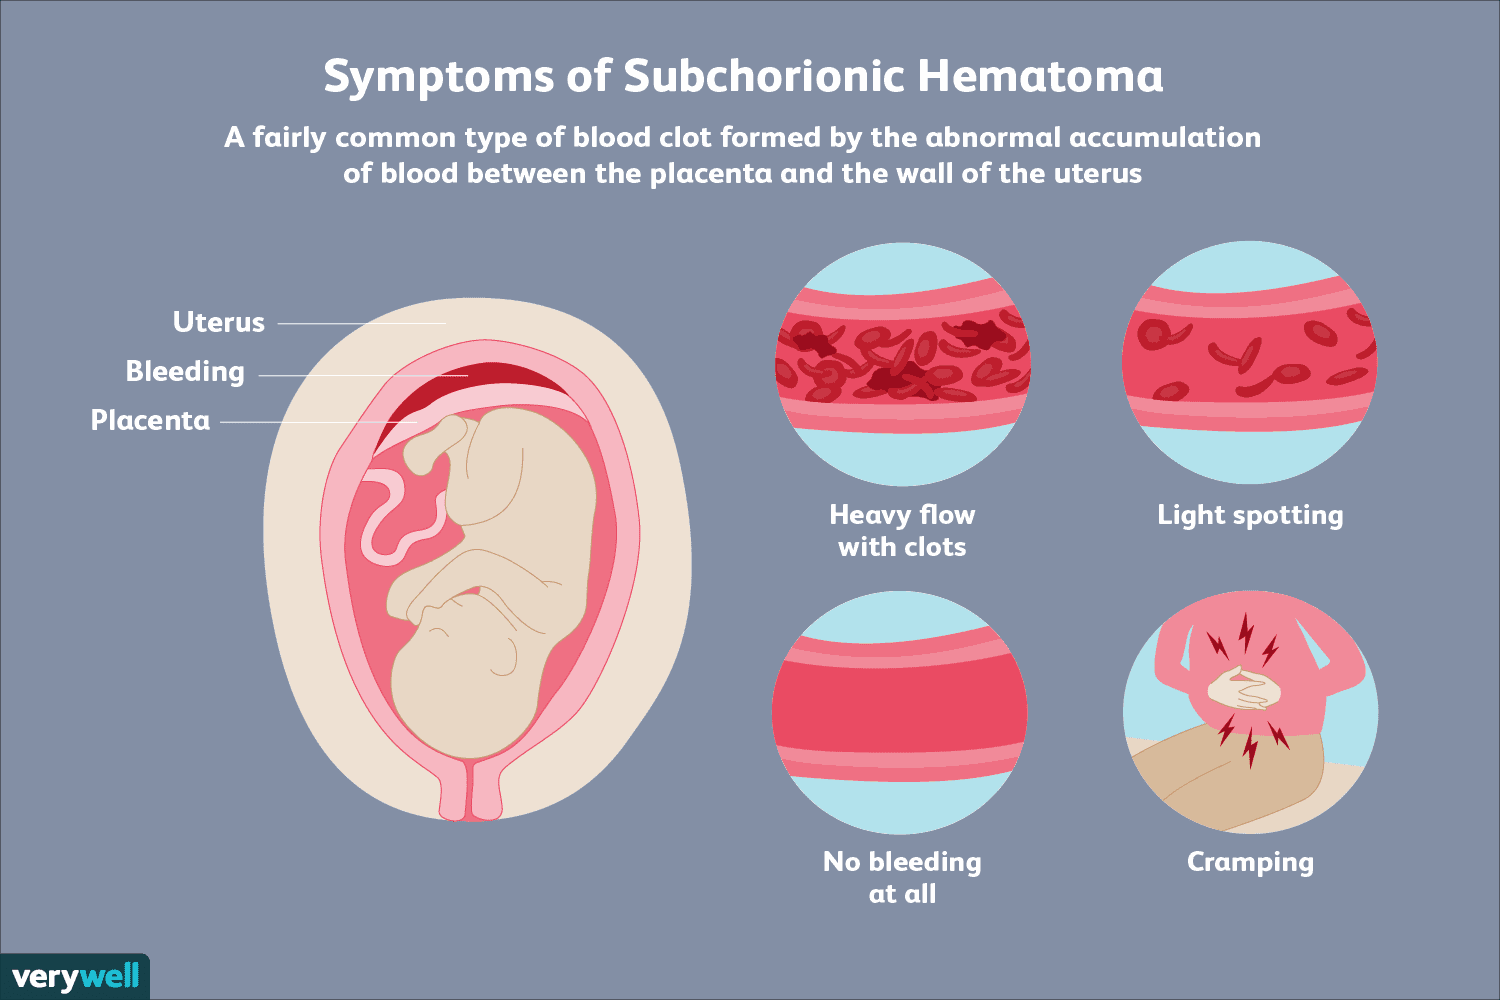 Symptoms of Subchorionic Hematoma
A fairly common type of blood clot formed by the abnormal accumulation
of blood between the placenta and the wall of the uterus
Uterus
Bleeding
Placenta
Heavy flow
with clots
Light spotting
No bleeding
at all
Cramping
verywell